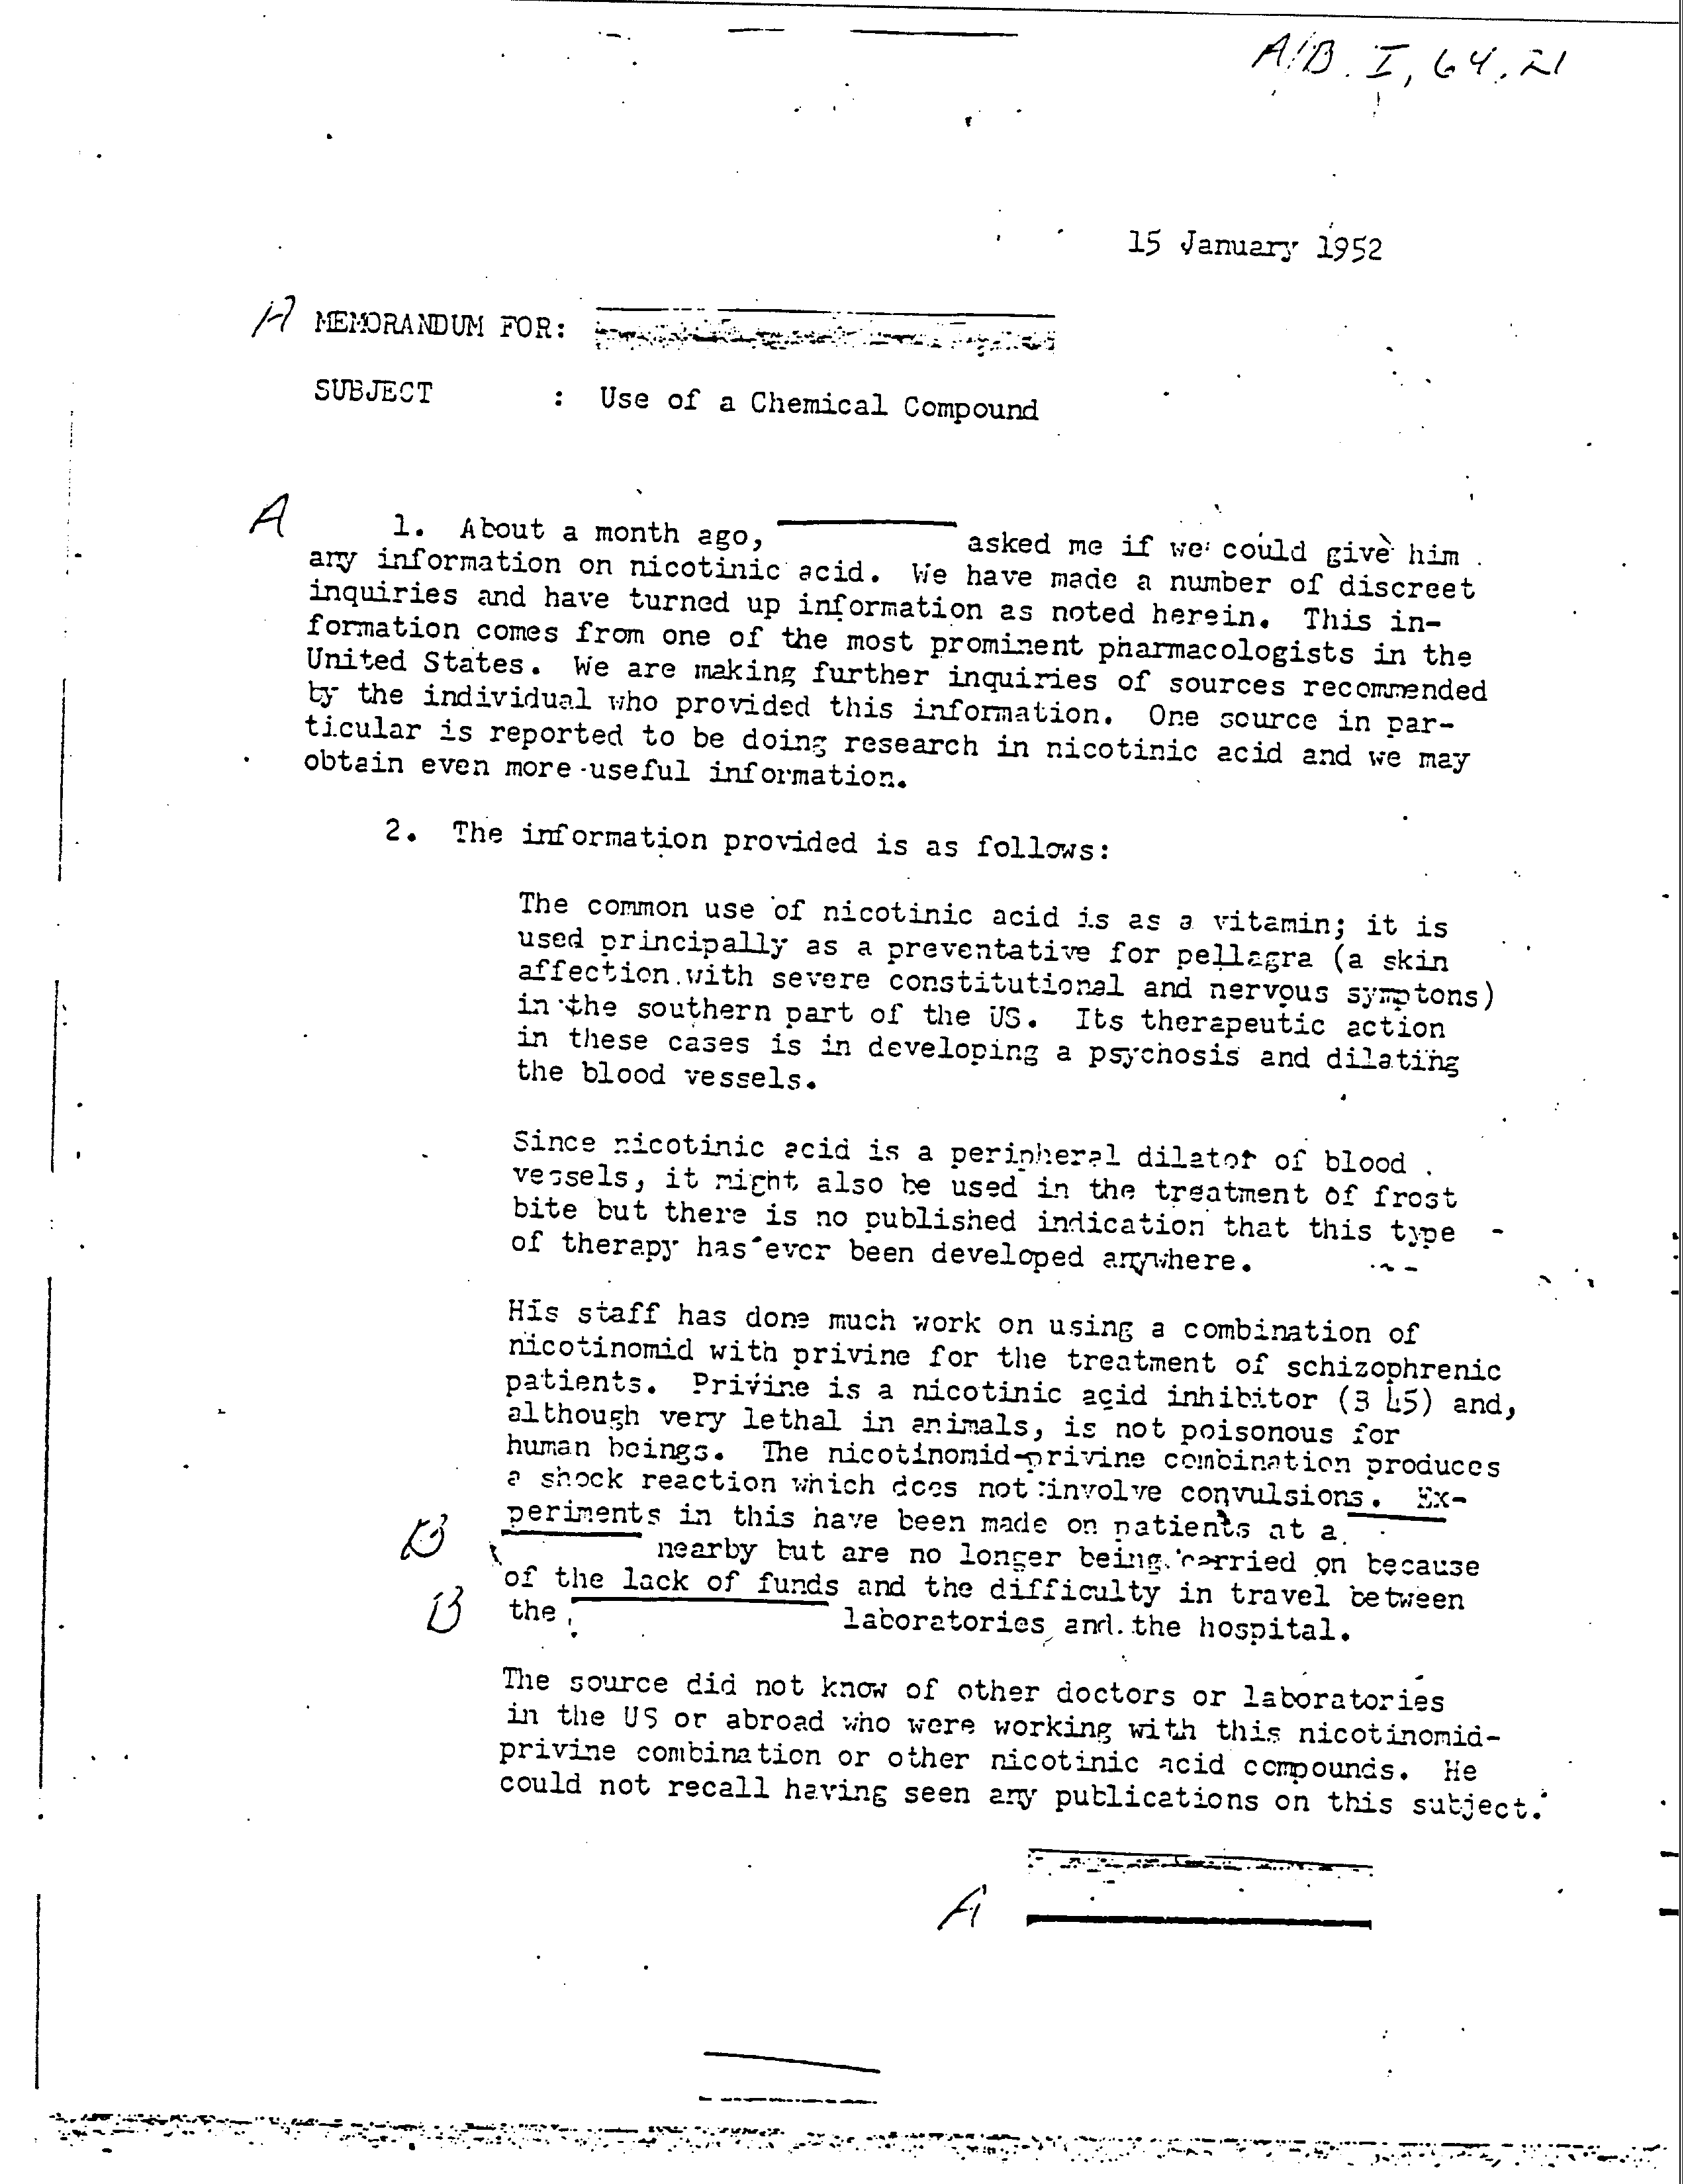 A/B. I, 64, 21
15 January 1952
A MEMORANDUM FOR:
SUBJECT : Use of a Chemical Compound
A 1. About a month ago, asked me if we could give him
any information on nicotinic acid. We have made a number of discreet
inquiries and have turned up information as noted herein. This in-
formation comes from one of the most prominent pharmacologists in the
United States. We are making further inquiries of sources recommended
by the individual who provided this information. One source in par-
ticular is reported to be doing research in nicotinic acid and we may
obtain even more useful information.
2. The information provided is as follows:
The common use of nicotinic acid is as a vitamin; it is
used principally as a preventative for pellagra (a skin
affection with severe constitutional and nervous symptons)
in the southern part of the US. Its therapeutic action
in these cases is in developing a psychosis and dilating
the blood vessels.
Since nicotinic acid is a peripheral dilator of blood
vessels, it might also be used in the treatment of frost
bite but there is no published indication that this type
of therapy has ever been developed anywhere.
His staff has done much work on using a combination of
nicotinomid with privine for the treatment of schizophrenic
patients. Privine is a nicotinic acid inhibitor (3 45) and,
although very lethal in animals, is not poisonous for
human beings. The nicotinomid-privine combination produces
a shock reaction which does not involve convulsions. Ex-
periments in this have been made on patients at a
B nearby but are no longer being carried on because
of the lack of funds and the difficulty in travel between
B the laboratories and the hospital.
The source did not know of other doctors or laboratories
in the US or abroad who were working with this nicotinomid-
privine combination or other nicotinic acid compounds. He
could not recall having seen any publications on this subject.
A